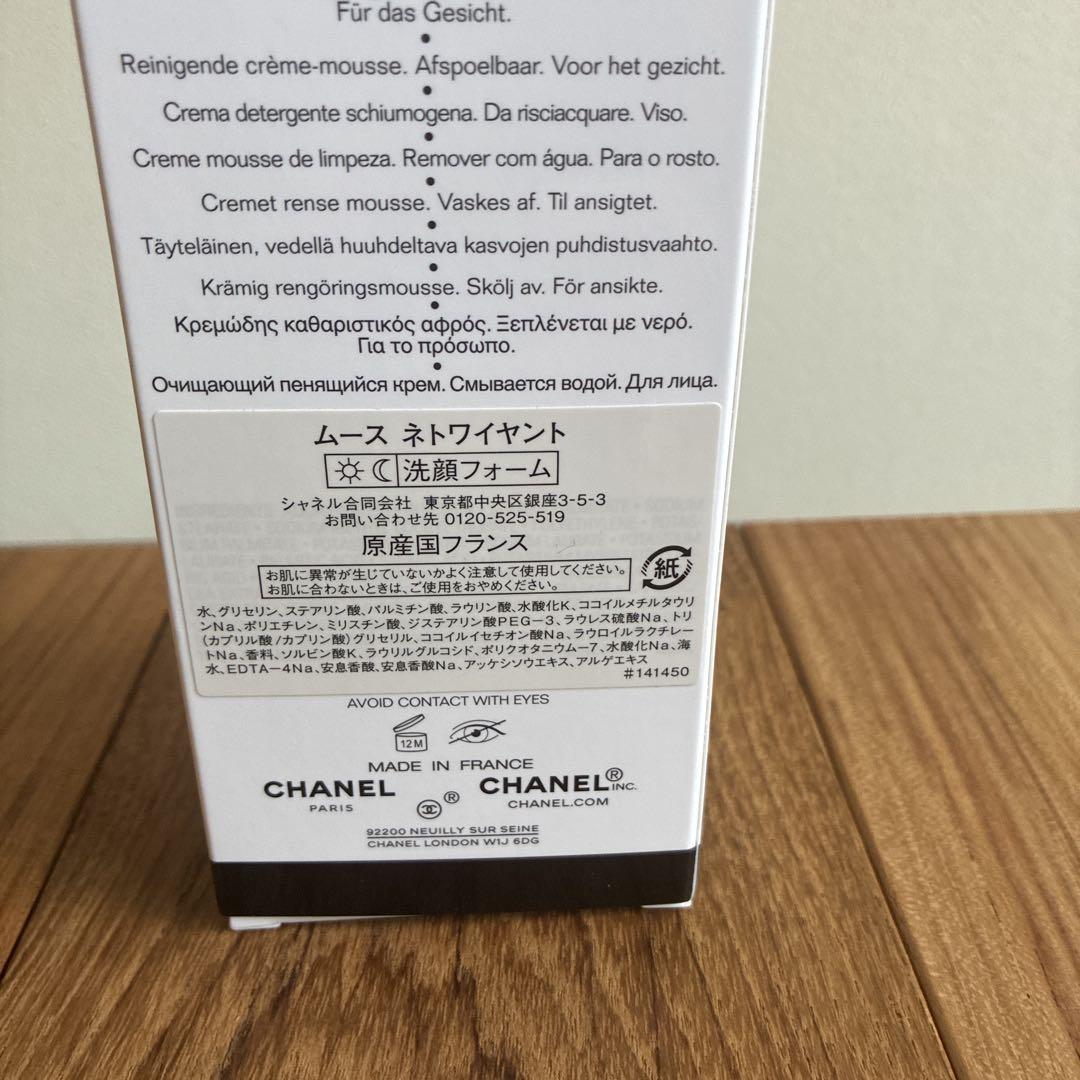 Für das Gesicht.
•
Reinigende crème-mousse. Afspoelbaar. Voor het gezicht.
•
Crema detergente schiumogena. Da risciacquare. Viso.
•
Creme mousse de limpeza. Remover com água. Para o rosto.
•
Cremet rense mousse. Vaskes af. Til ansigtet.
•
Täyteläinen, vedellä huuhdeltava kasvojen puhdistusvaahto.
•
Krämig rengöringsmousse. Skölj av. För ansikte.
•
Κρεμώδης καθαριστικός αφρός. Ξεπλένεται με νερό.
Για το πρόσωπο.
•
Очищающий пенящийся крем. Смывается водой. Для лица.
ムース ネトワイヤント
洗顔フォーム
シャネル合同会社 東京都中央区銀座3-5-3
お問い合わせ先 0120-525-519
原産国フランス
お肌に異常が生じていないかよく注意して使用してください。
お肌に合わないときは、ご使用をおやめください。
紙
水、グリセリン、ステアリン酸、パルミチン酸、ラウリン酸、水酸化K、ココイルメチルタウリ
ンNa、ポリエチレン、ミリスチン酸、ジステアリン酸PEG-3、ラウレス硫酸Na、トリ
(カプリル酸/カプリン酸)グリセリル、ココイルイセチオン酸Na、ラウロイルラクチレー
トNa、香料、ソルビン酸K、ラウリルグルコシド、ポリクオタニウム-7、水酸化Na、海
水、EDTA-4Na、安息香酸、安息香酸Na、アッケシソウエキス、アルゲエキス
#141450
AVOID CONTACT WITH EYES
12M
MADE IN FRANCE
CHANEL
PARIS
®
CHANEL® INC.
CHANEL.COM
92200 NEUILLY SUR SEINE
CHANEL LONDON W1J 6DG